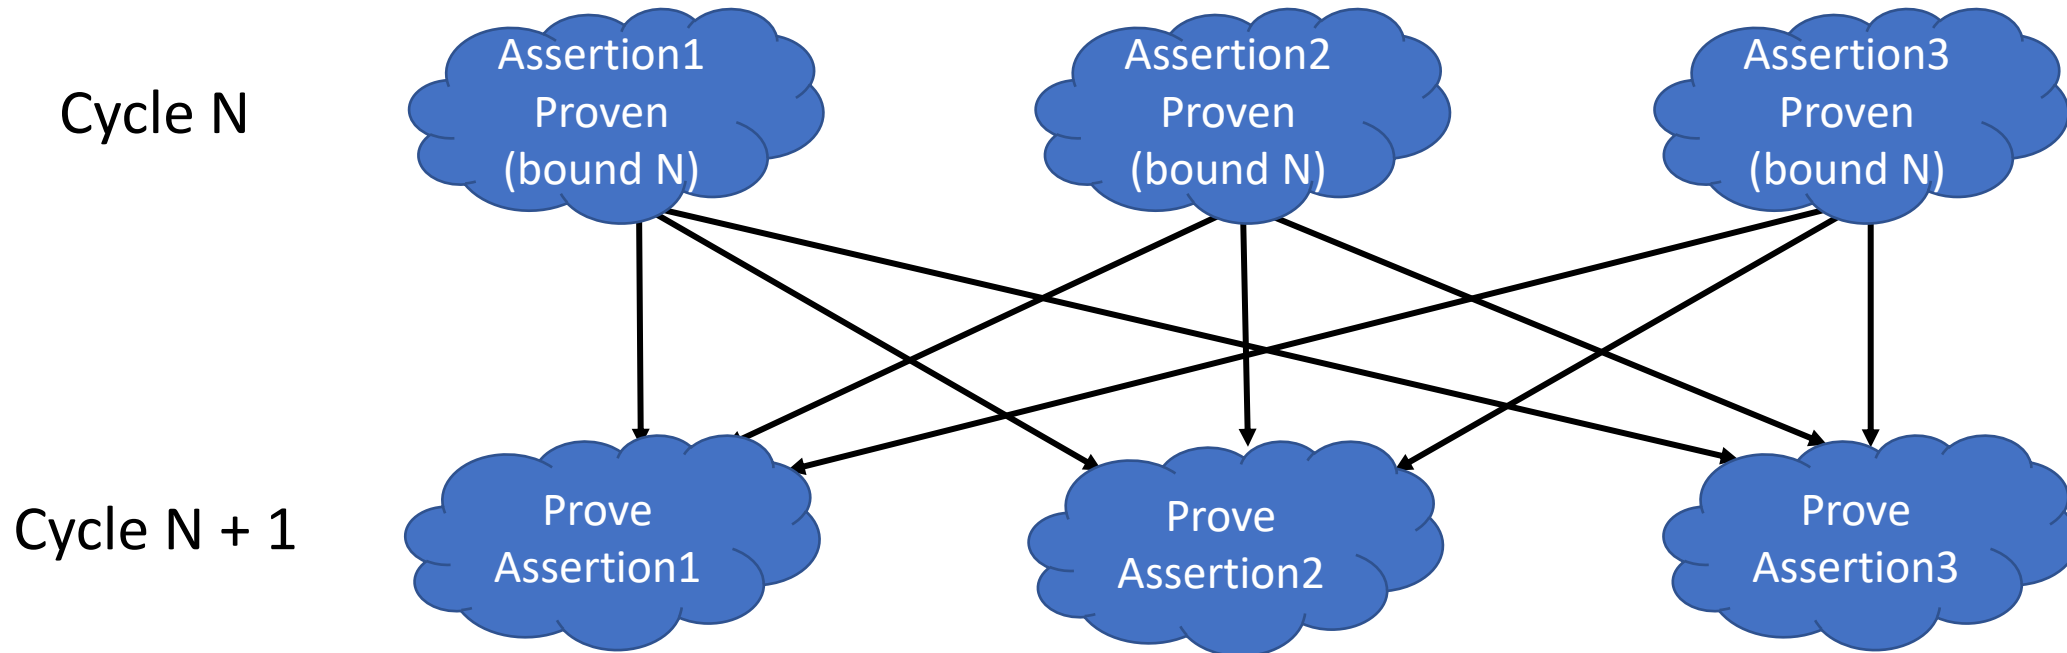 Cycle N
Assertion1
Proven
(bound N)
Assertion2
Proven
(bound N)
Assertion3
Proven
(bound N)
Cycle N + 1
Prove
Assertion1
Prove
Assertion2
Prove
Assertion3